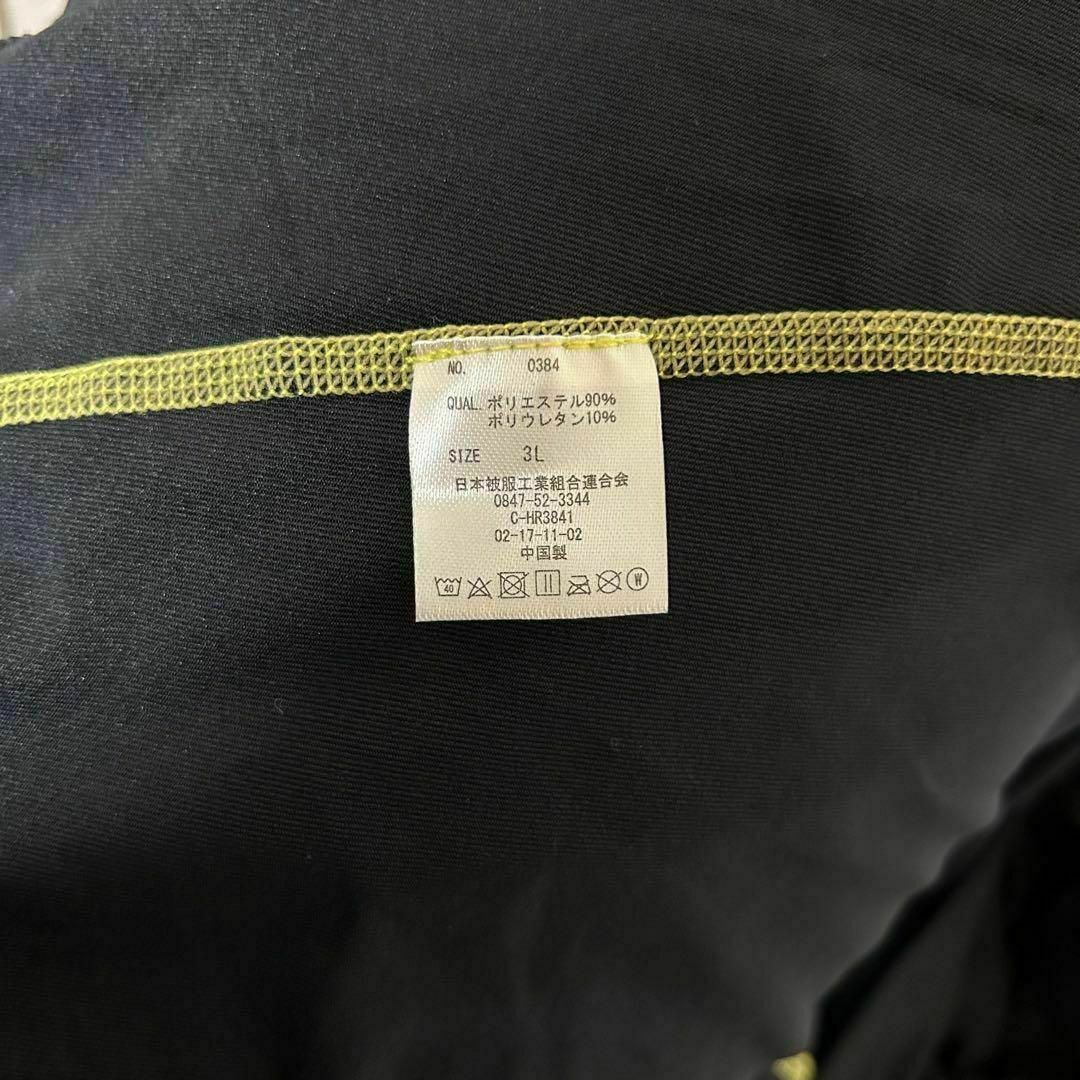 NO. 0384
QUAL. ポリエステル90%
ポリウレタン10%
SIZE 3L
日本被服工業組合連合会
0847-52-3344
C-HR3841
02-17-11-02
中国製
40 W